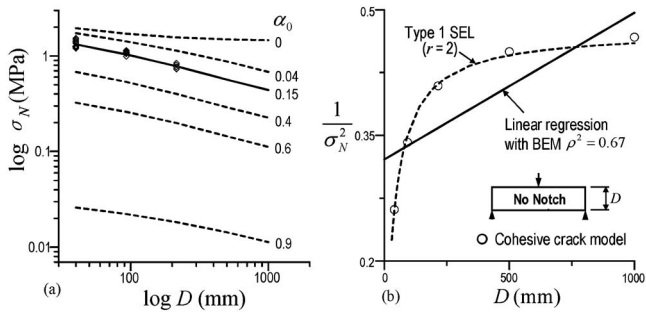 (a)
log σN (MPa)
1
0.1
0.01
100
1000
log D (mm)
α0
0
0.04
0.15
0.4
0.6
0.9
(b)
1
σN²
0.5
0.35
0.2
0
500
1000
D (mm)
Type 1 SEL
(r = 2)
Linear regression
with BEM ρ² = 0.67
No Notch
D
Cohesive crack model